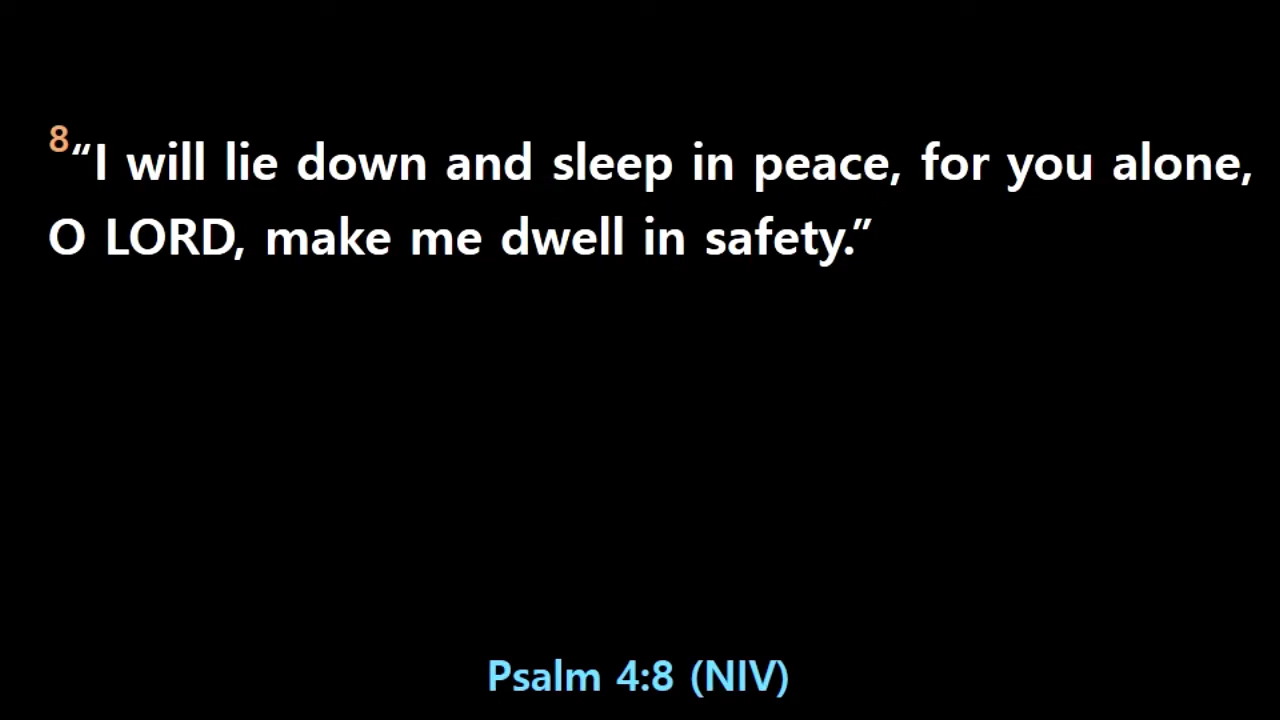 8“I will lie down and sleep in peace, for you alone,
O LORD, make me dwell in safety.”
Psalm 4:8 (NIV)